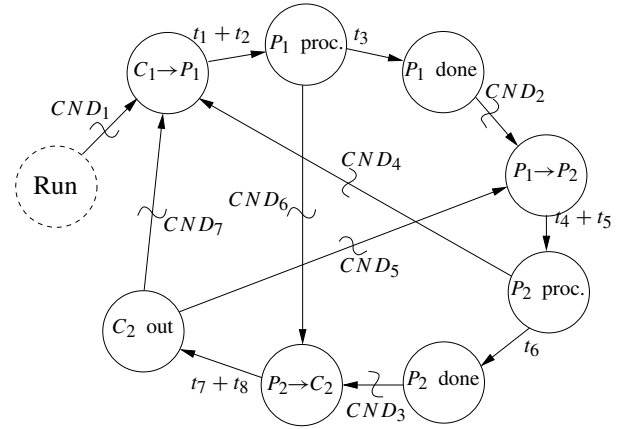 t₁ + t₂
P₁ proc.
t₃
C₁→P₁
P₁ done
CND₁
CND₂
Run
CND₄
P₁→P₂
CND₆
CND₇
t₄ + t₅
CND₅
P₂ proc.
C₂ out
t₆
t₇ + t₈
P₂→C₂
P₂ done
CND₃